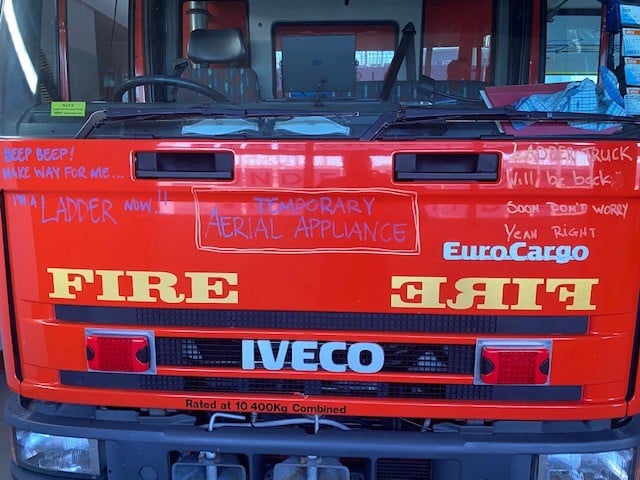 BEEP BEEP!
MAKE WAY FOR ME...
I'M A LADDER NOW!!
TEMPORARY
AERIAL APPLIANCE
LADDER TRUCK
Will be back
SOON DON'T WORRY
YEAH RIGHT
EuroCargo
FIRE
FIRE
IVECO
Rated at 10 400Kg Combined